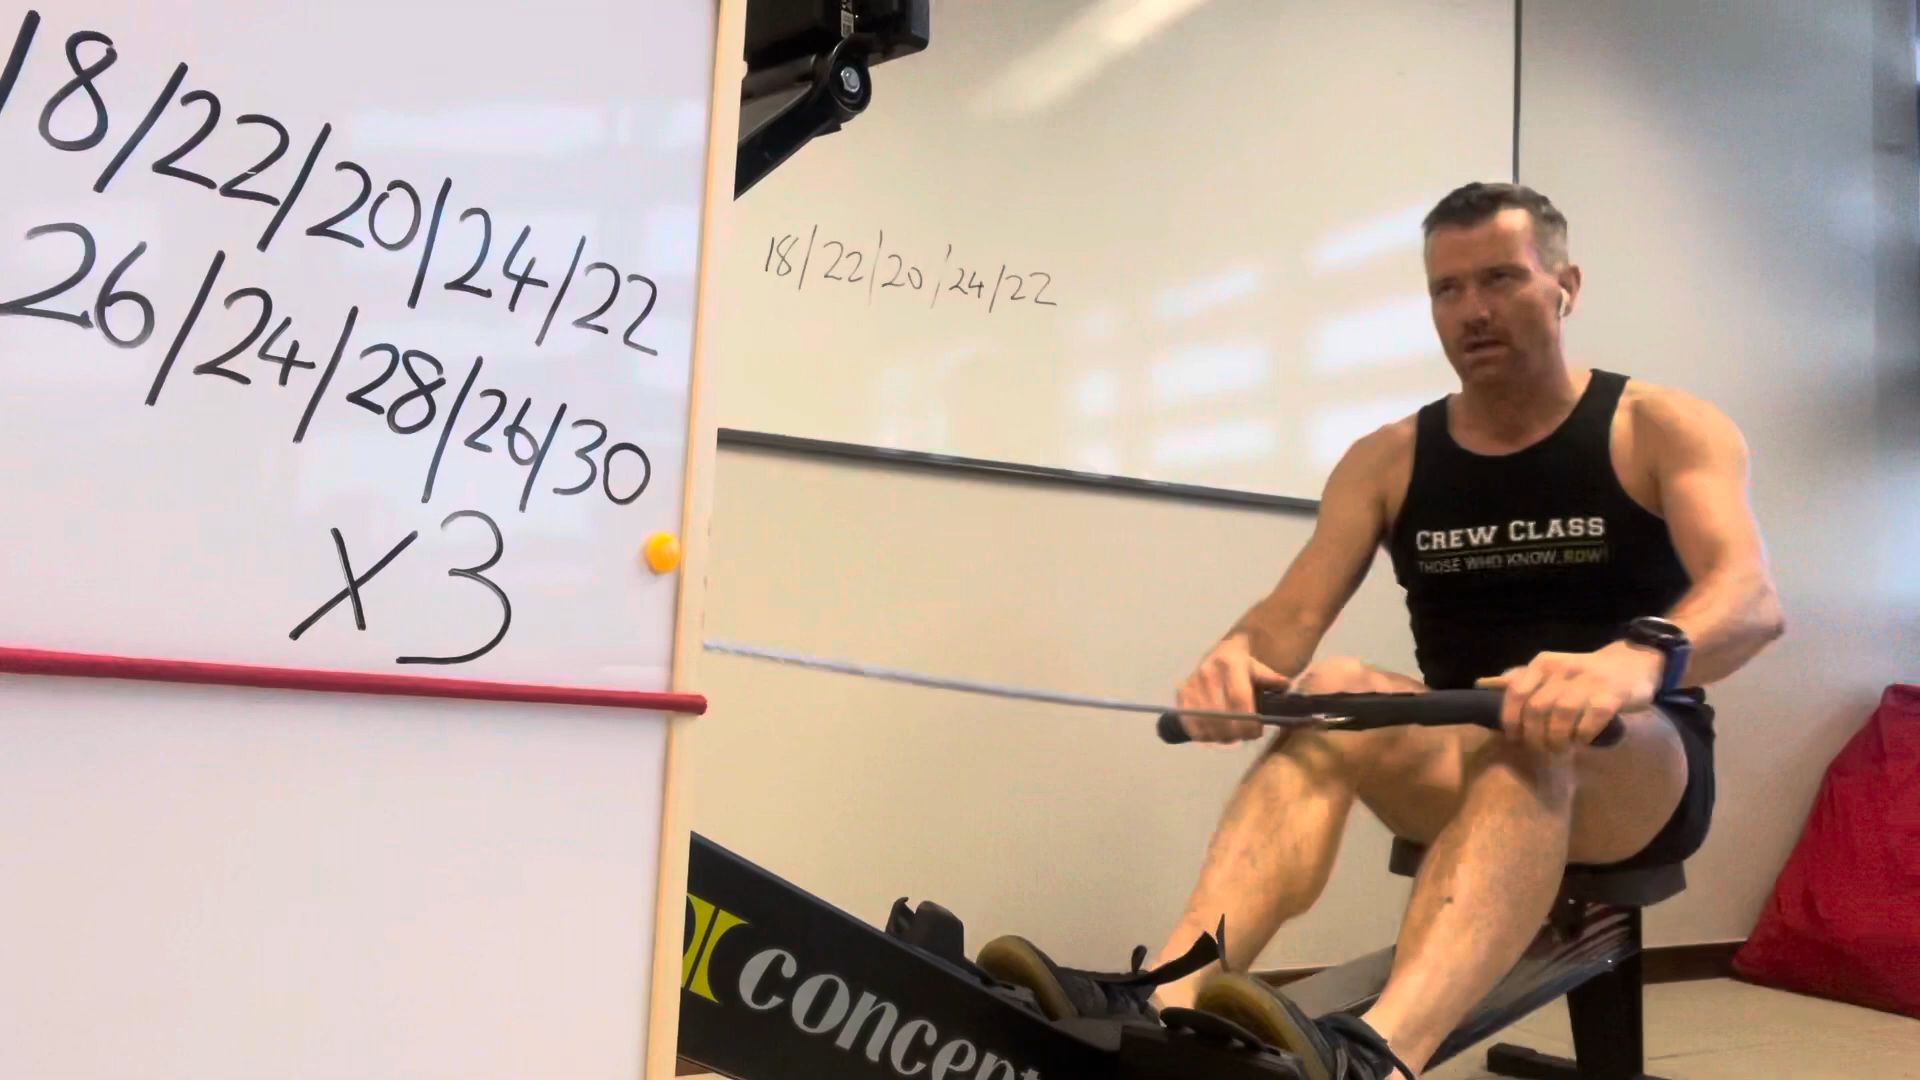 18/22/20/24/22
26/24/28/26/30
x3
18/22/20/24/22
CREW CLASS
THOSE WHO KNOW..ROW!
concept